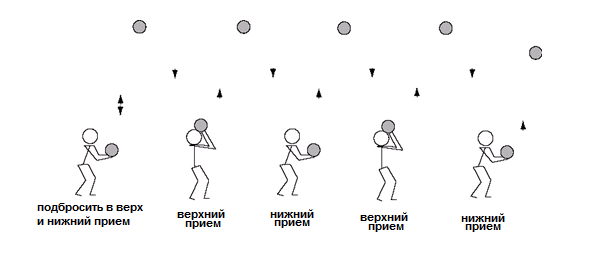 подбросить в верх
и нижний прием
верхний
прием
нижний
прием
верхний
прием
нижний
прием